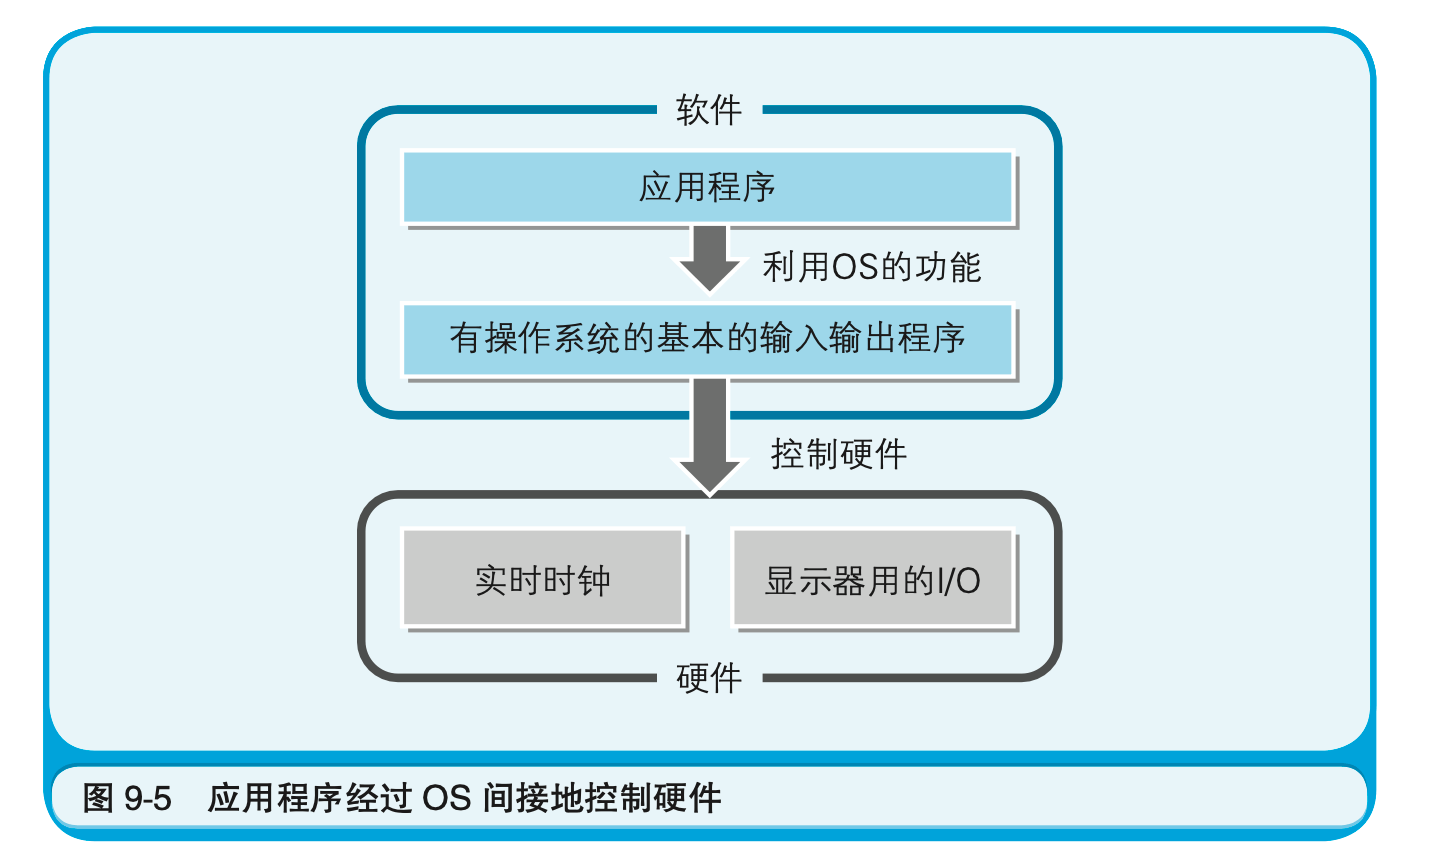 软件
应用程序
利用OS的功能
有操作系统的基本的输入输出程序
控制硬件
实时时钟
显示器用的I/O
硬件
图 9-5 应用程序经过 OS 间接地控制硬件